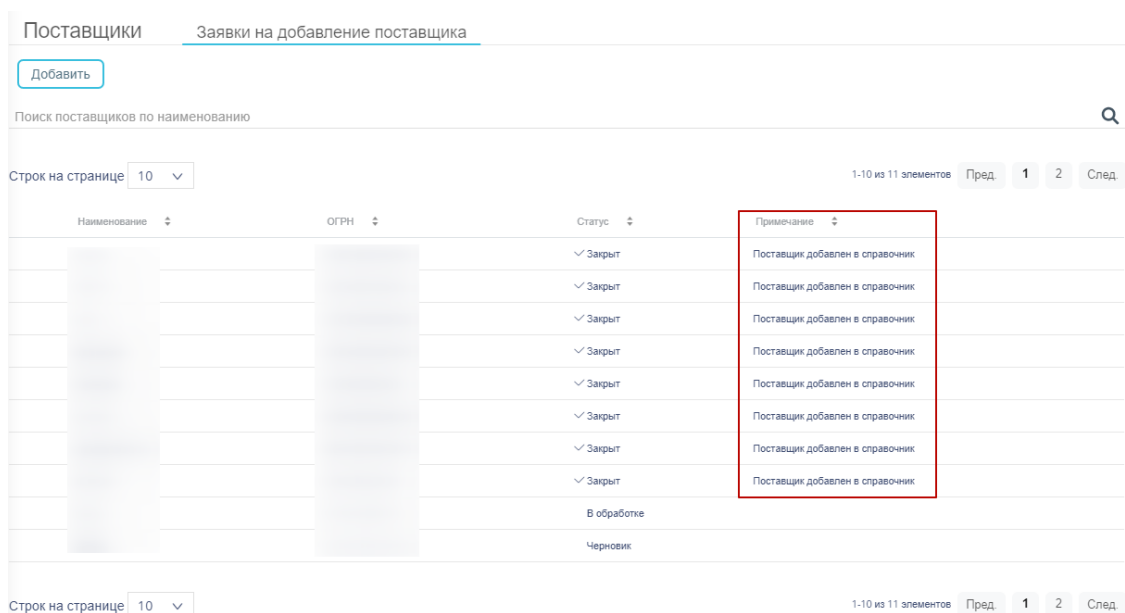 Поставщики Заявки на добавление поставщика
Добавить
Поиск поставщиков по наименованию
Строк на странице 10 1-10 из 11 элементов Пред. 1 2 След.
Наименование ОГРН Статус Примечание
Закрыт Поставщик добавлен в справочник
Закрыт Поставщик добавлен в справочник
Закрыт Поставщик добавлен в справочник
Закрыт Поставщик добавлен в справочник
Закрыт Поставщик добавлен в справочник
Закрыт Поставщик добавлен в справочник
Закрыт Поставщик добавлен в справочник
Закрыт Поставщик добавлен в справочник
В обработке
Черновик
Строк на странице 10 1-10 из 11 элементов Пред. 1 2 След.